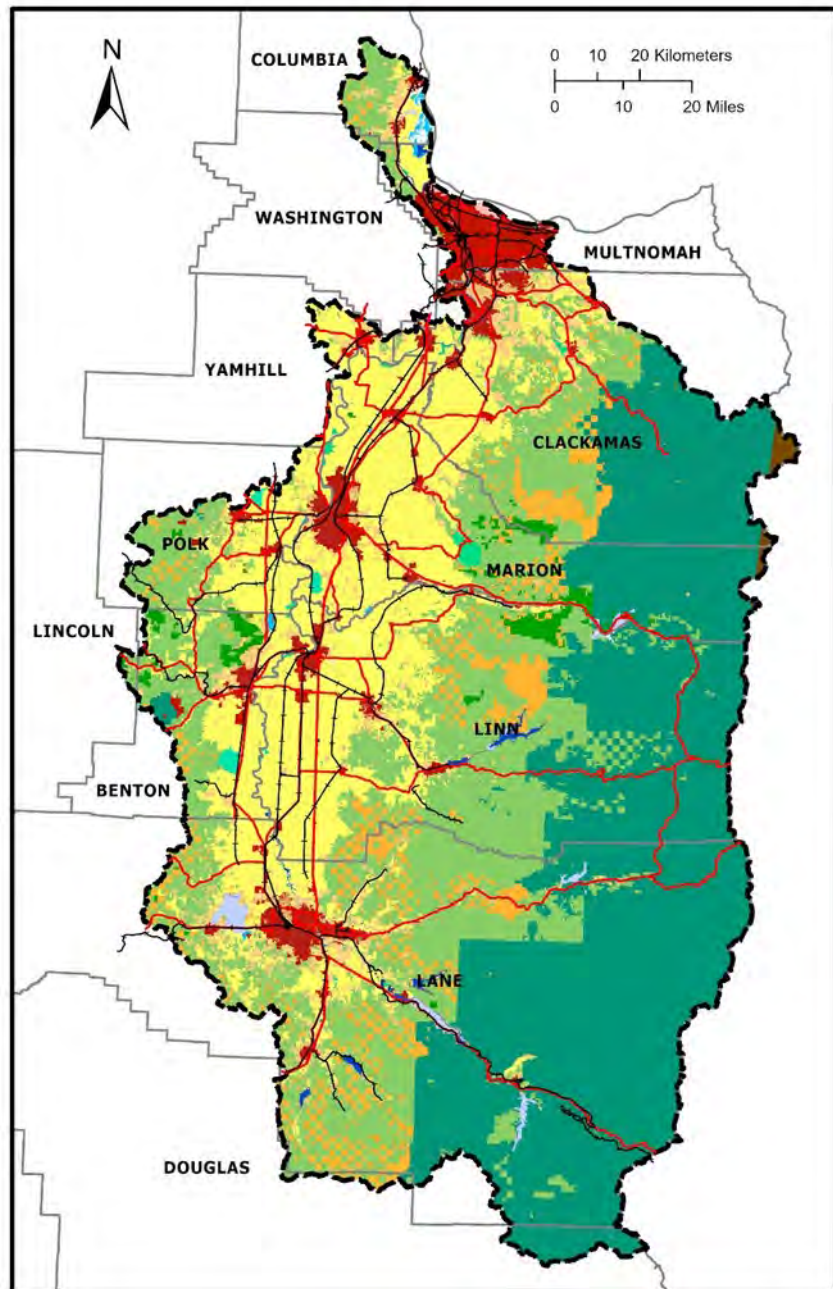 N
COLUMBIA
0 10 20 Kilometers
0 10 20 Miles
WASHINGTON
MULTNOMAH
YAMHILL
CLACKAMAS
POLK
MARION
LINCOLN
LINN
BENTON
LANE
DOUGLAS